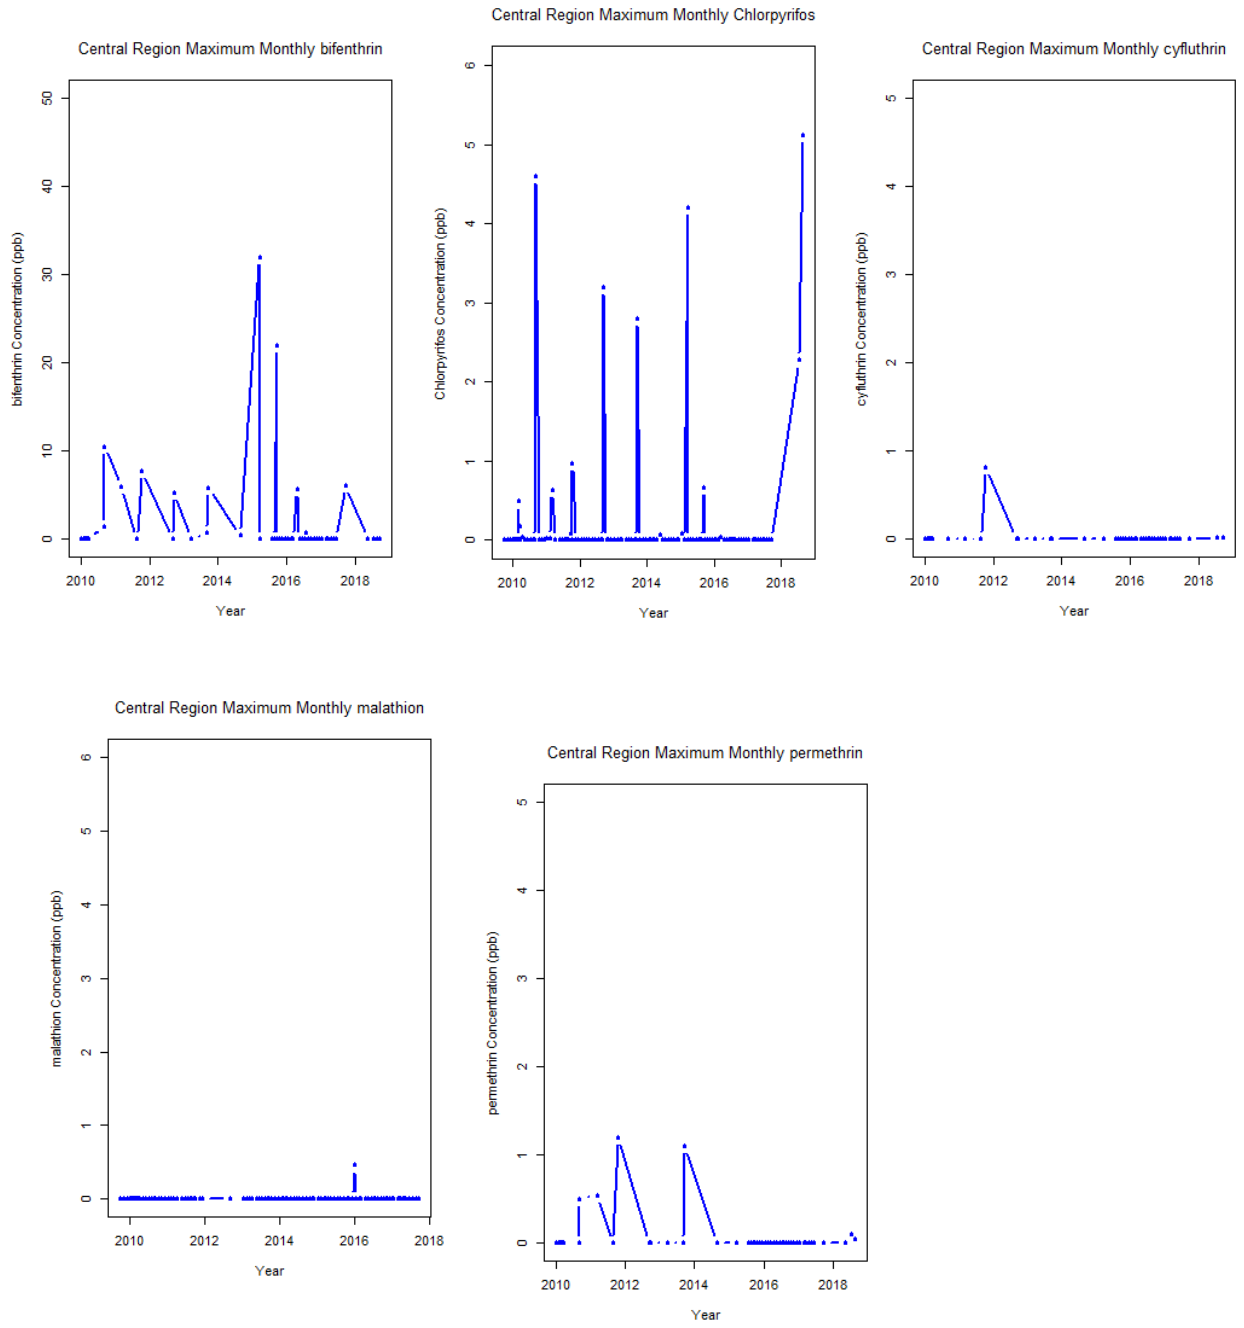 Central Region Maximum Monthly bifenthrin
bifenthrin Concentration (ppb)
50
40
30
20
10
0
2010 2012 2014 2016 2018
Year
Central Region Maximum Monthly Chlorpyrifos
Chlorpyrifos Concentration (ppb)
6
5
4
3
2
1
0
2010 2012 2014 2016 2018
Year
Central Region Maximum Monthly cyfluthrin
cyfluthrin Concentration (ppb)
5
4
3
2
1
0
2010 2012 2014 2016 2018
Year
Central Region Maximum Monthly malathion
malathion Concentration (ppb)
6
5
4
3
2
1
0
2010 2012 2014 2016 2018
Year
Central Region Maximum Monthly permethrin
permethrin Concentration (ppb)
5
4
3
2
1
0
2010 2012 2014 2016 2018
Year